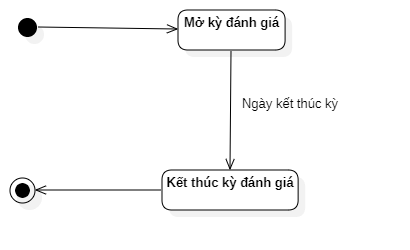 Mở kỳ đánh giá
Ngày kết thúc kỳ
Kết thúc kỳ đánh giá